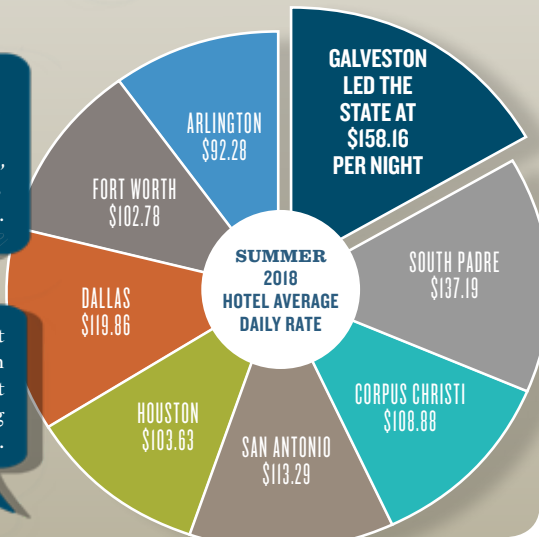 GALVESTON
LED THE
STATE AT
$158.16
PER NIGHT
SOUTH PADRE
$137.19
CORPUS CHRISTI
$108.88
SAN ANTONIO
$113.29
HOUSTON
$103.63
DALLAS
$119.86
FORT WORTH
$102.78
ARLINGTON
$92.28
SUMMER
2018
HOTEL AVERAGE
DAILY RATE